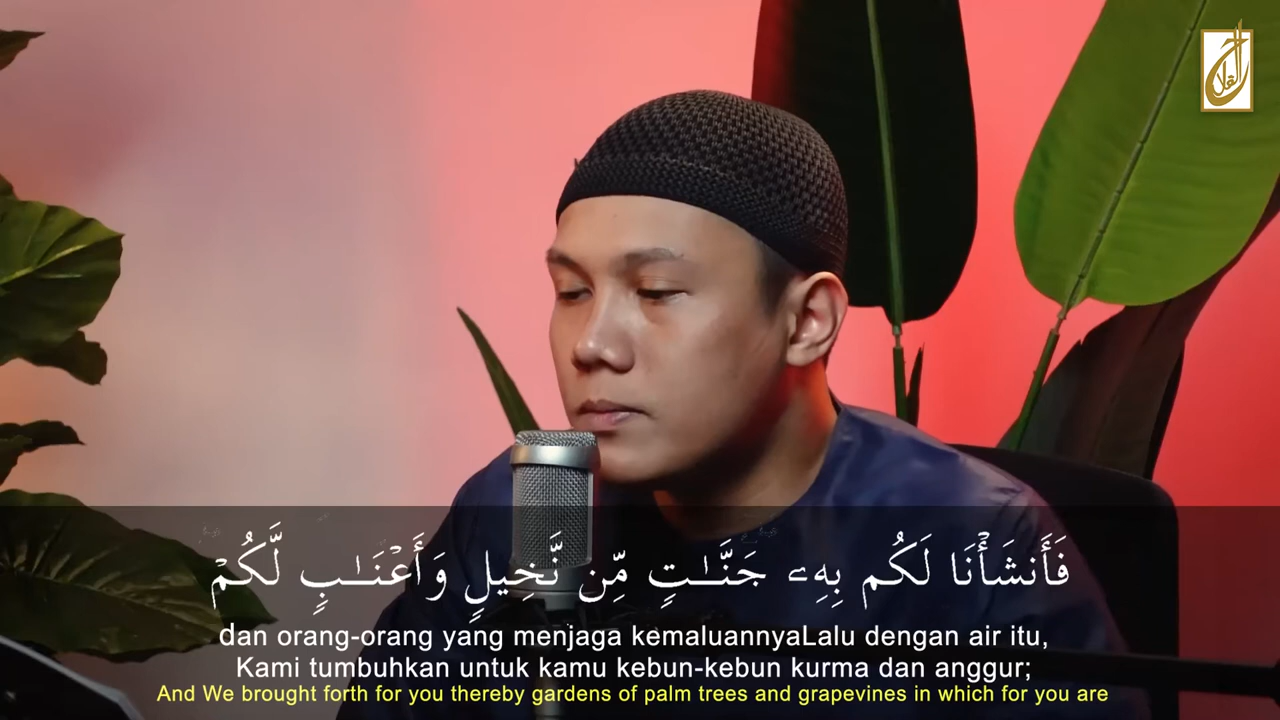 فَأَنشَأْنَا لَكُم بِهِۦ جَنَّـٰتٍ مِّن نَّخِيلٍ وَأَعْنَـٰبٍ لَّكُمْ
dan orang-orang yang menjaga kemaluannyaLalu dengan air itu,
Kami tumbuhkan untuk kamu kebun-kebun kurma dan anggur;
And We brought forth for you thereby gardens of palm trees and grapevines in which for you are